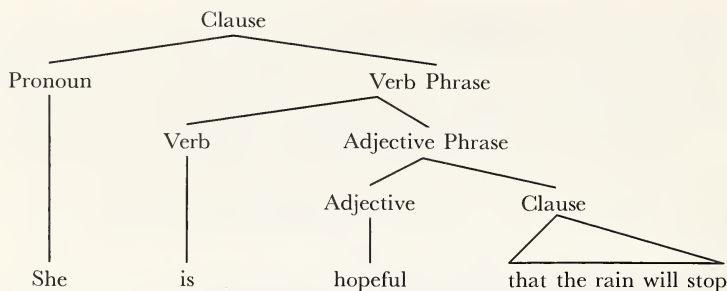 Clause
Pronoun Verb Phrase
Verb Adjective Phrase
Adjective Clause
She is hopeful that the rain will stop